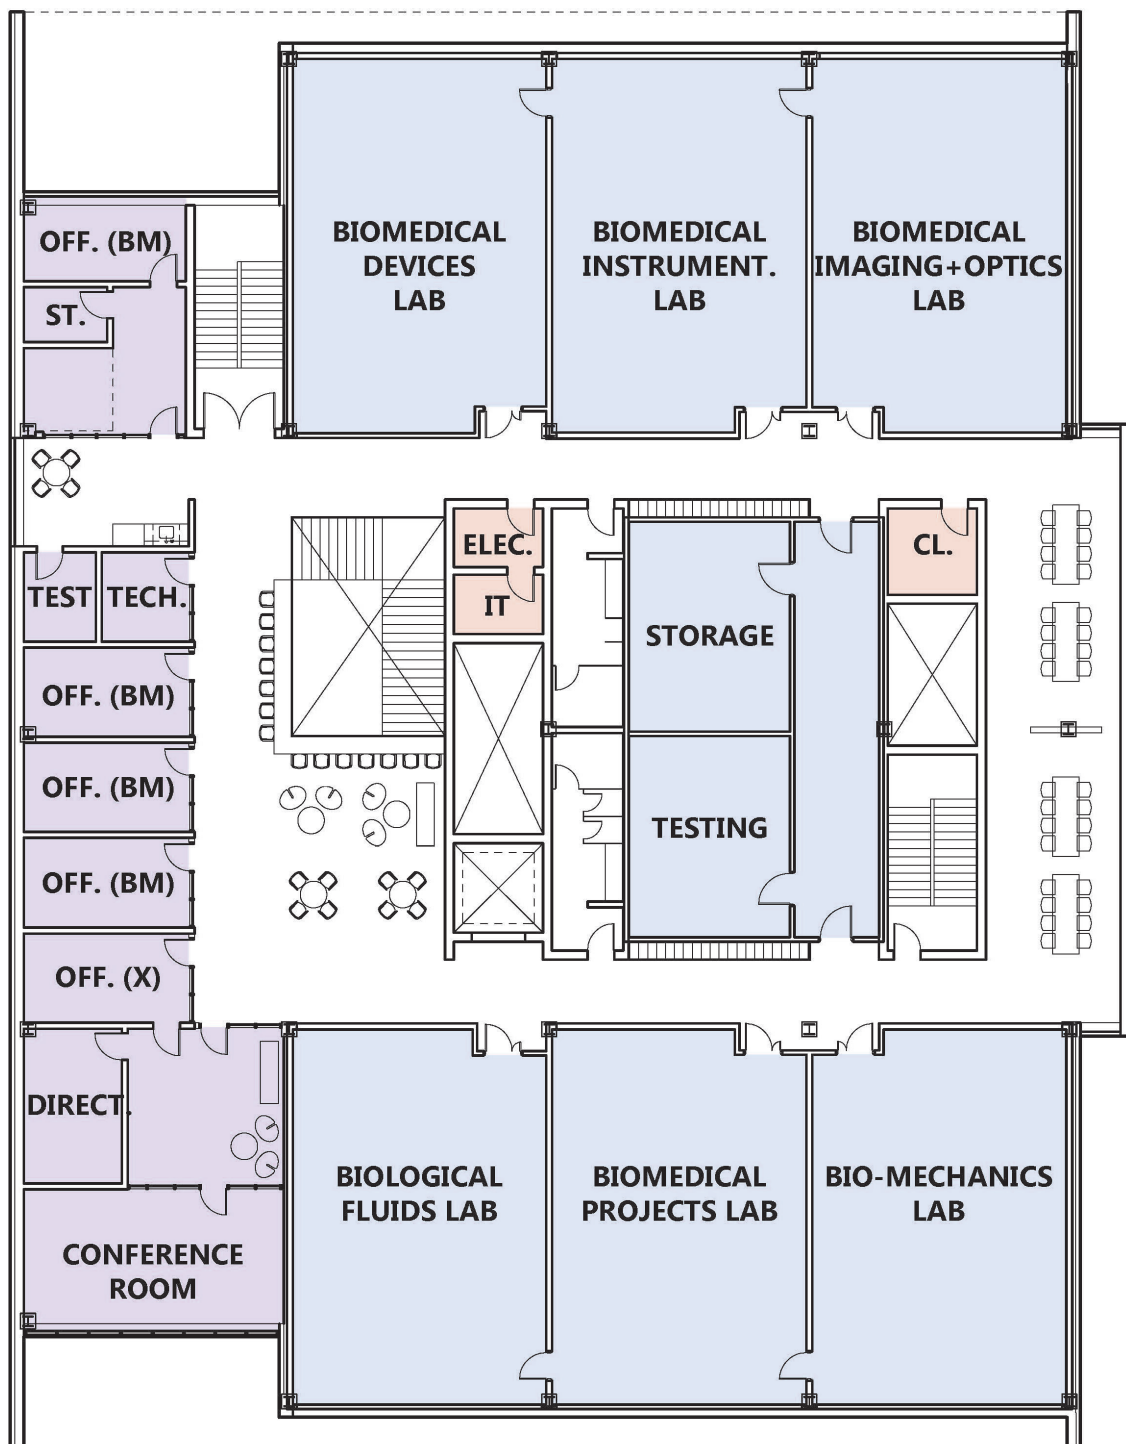 OFF. (BM)
ST.
BIOMEDICAL
DEVICES
LAB
BIOMEDICAL
INSTRUMENT.
LAB
BIOMEDICAL
IMAGING+OPTICS
LAB
ELEC.
IT
CL.
TEST
TECH.
STORAGE
OFF. (BM)
OFF. (BM)
TESTING
OFF. (BM)
OFF. (X)
DIRECT.
CONFERENCE
ROOM
BIOLOGICAL
FLUIDS LAB
BIOMEDICAL
PROJECTS LAB
BIO-MECHANICS
LAB